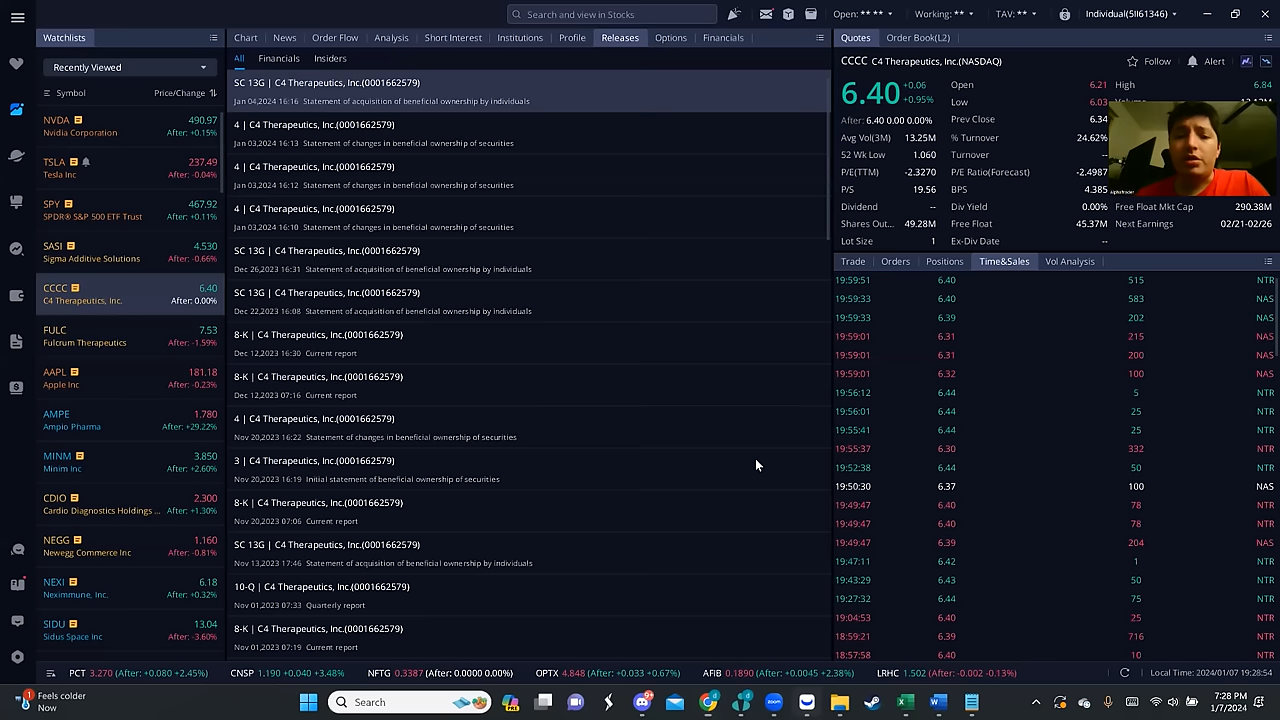 Search and view in Stocks
Open: ** **
Working: **
TAV: **
Individual(5II61346)
Watchlists
Recently Viewed
Symbol Price/Change
NVDA 490.97
Nvidia Corporation After: +0.15%
TSLA 237.49
Tesla Inc After: -0.04%
SPY 467.92
SPDR® S&P 500 ETF Trust After: +0.11%
SASI 4.530
Sigma Additive Solutions After: -0.66%
CCCC 6.40
C4 Therapeutics, Inc. After: 0.00%
FULC 7.53
Fulcrum Therapeutics After: -1.59%
AAPL 181.18
Apple Inc After: -0.23%
AMPE 1.780
Ampio Pharma After: +29.22%
MINM 3.850
Minim Inc After: +2.60%
CDIO 2.300
Cardio Diagnostics Holdings ... After: +1.30%
NEGG 1.160
Newegg Commerce Inc After: -0.81%
NEXI 6.18
Neximmune, Inc. After: +0.32%
SIDU 13.04
Sidus Space Inc After: -3.60%
Chart News Order Flow Analysis Short Interest Institutions Profile Releases Options Financials
All Financials Insiders
SC 13G | C4 Therapeutics, Inc.(0001662579)
Jan 04,2024 16:16 Statement of acquisition of beneficial ownership by individuals
4 | C4 Therapeutics, Inc.(0001662579)
Jan 03,2024 16:13 Statement of changes in beneficial ownership of securities
4 | C4 Therapeutics, Inc.(0001662579)
Jan 03,2024 16:12 Statement of changes in beneficial ownership of securities
4 | C4 Therapeutics, Inc.(0001662579)
Jan 03,2024 16:10 Statement of changes in beneficial ownership of securities
SC 13G | C4 Therapeutics, Inc.(0001662579)
Dec 26,2023 16:31 Statement of acquisition of beneficial ownership by individuals
SC 13G | C4 Therapeutics, Inc.(0001662579)
Dec 22,2023 16:08 Statement of acquisition of beneficial ownership by individuals
8-K | C4 Therapeutics, Inc.(0001662579)
Dec 12,2023 16:30 Current report
8-K | C4 Therapeutics, Inc.(0001662579)
Dec 12,2023 07:16 Current report
4 | C4 Therapeutics, Inc.(0001662579)
Nov 20,2023 16:22 Statement of changes in beneficial ownership of securities
3 | C4 Therapeutics, Inc.(0001662579)
Nov 20,2023 16:19 Initial statement of beneficial ownership of securities
8-K | C4 Therapeutics, Inc.(0001662579)
Nov 20,2023 07:06 Current report
SC 13G | C4 Therapeutics, Inc.(0001662579)
Nov 13,2023 17:46 Statement of acquisition of beneficial ownership by individuals
10-Q | C4 Therapeutics, Inc.(0001662579)
Nov 01,2023 07:33 Quarterly report
8-K | C4 Therapeutics, Inc.(0001662579)
Nov 01,2023 07:19 Current report
Quotes Order Book(L2)
CCCC C4 Therapeutics, Inc.(NASDAQ) Follow Alert
6.40 +0.06 +0.95%
Open 6.21 High 6.84
Low 6.03
After: 6.40 0.00 0.00% Prev Close 6.34
Avg Vol(3M) 13.25M % Turnover 24.62%
52 Wk Low 1.060 Turnover --
P/E(TTM) -2.3270 P/E Ratio(Forecast) -2.4987
P/S 19.56 BPS 4.385
Dividend -- Div Yield 0.00% Free Float Mkt Cap 290.38M
Shares Out... 49.28M Free Float 45.37M Next Earnings 02/21-02/26
Lot Size 1 Ex-Div Date --
Trade Orders Positions Time&Sales Vol Analysis
19:59:51 6.40 515 NTR
19:59:33 6.40 583 NAS
19:59:33 6.39 202 NAS
19:59:01 6.31 215 NAS
19:59:01 6.31 200 NAS
19:59:01 6.32 100 NAS
19:56:12 6.44 5 NTR
19:56:01 6.44 25 NTR
19:55:41 6.44 25 NTR
19:55:37 6.30 332 NTR
19:52:38 6.44 50 NTR
19:50:30 6.37 100 NAS
19:49:47 6.40 78 NTR
19:49:47 6.40 78 NTR
19:49:47 6.39 204 NAS
19:47:11 6.42 1 NTR
19:43:29 6.43 50 NTR
19:27:32 6.44 75 NTR
19:04:53 6.40 25 NTR
18:59:21 6.39 716 NTR
18:57:58 6.40 10 NTR
PCT 3.270 (After: +0.080 +2.45%) CNSP 1.190 +0.040 +3.48% NFTG 0.3387 (After: 0.0000 0.00%) OPTX 4.848 (After: +0.033 +0.67%) AFIB 0.1890 (After: +0.0045 +2.38%) LRHC 1.502 (After: -0.002 -0.13%) Local Time: 2024/01/07 19:28:54
1 Feels colder
Now
Search
9+
7:28 PM
1/7/2024